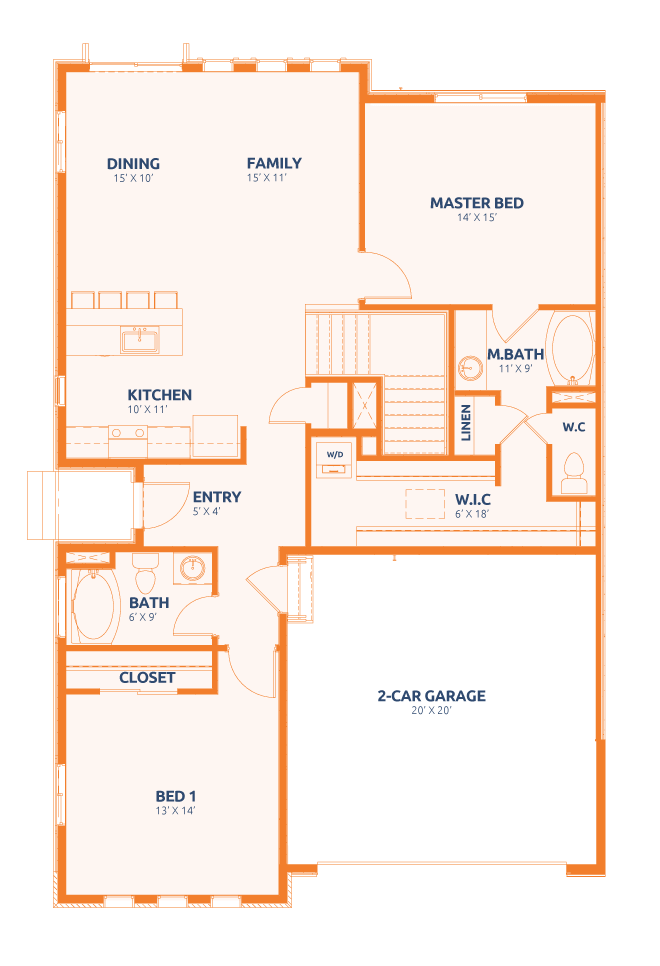 DINING
15’ X 10’
FAMILY
15’ X 11’
MASTER BED
14’ X 15’
M.BATH
11’ X 9’
KITCHEN
10’ X 11’
LINEN
W.C
W/D
ENTRY
5’ X 4’
W.I.C
6’ X 18’
BATH
6’ X 9’
CLOSET
2-CAR GARAGE
20’ X 20’
BED 1
13’ X 14’